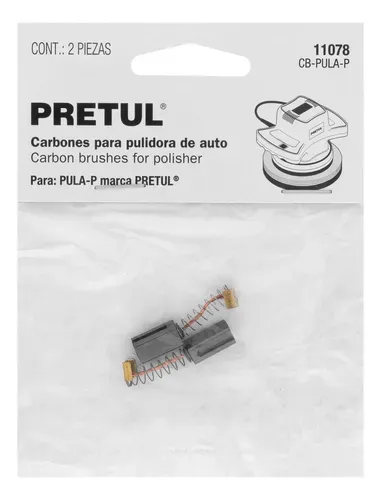 CONT.: 2 PIEZAS
11078
CB-PULA-P
PRETUL®
Carbones para pulidora de auto
Carbon brushes for polisher
Para: PULA-P marca PRETUL®
PRETUL